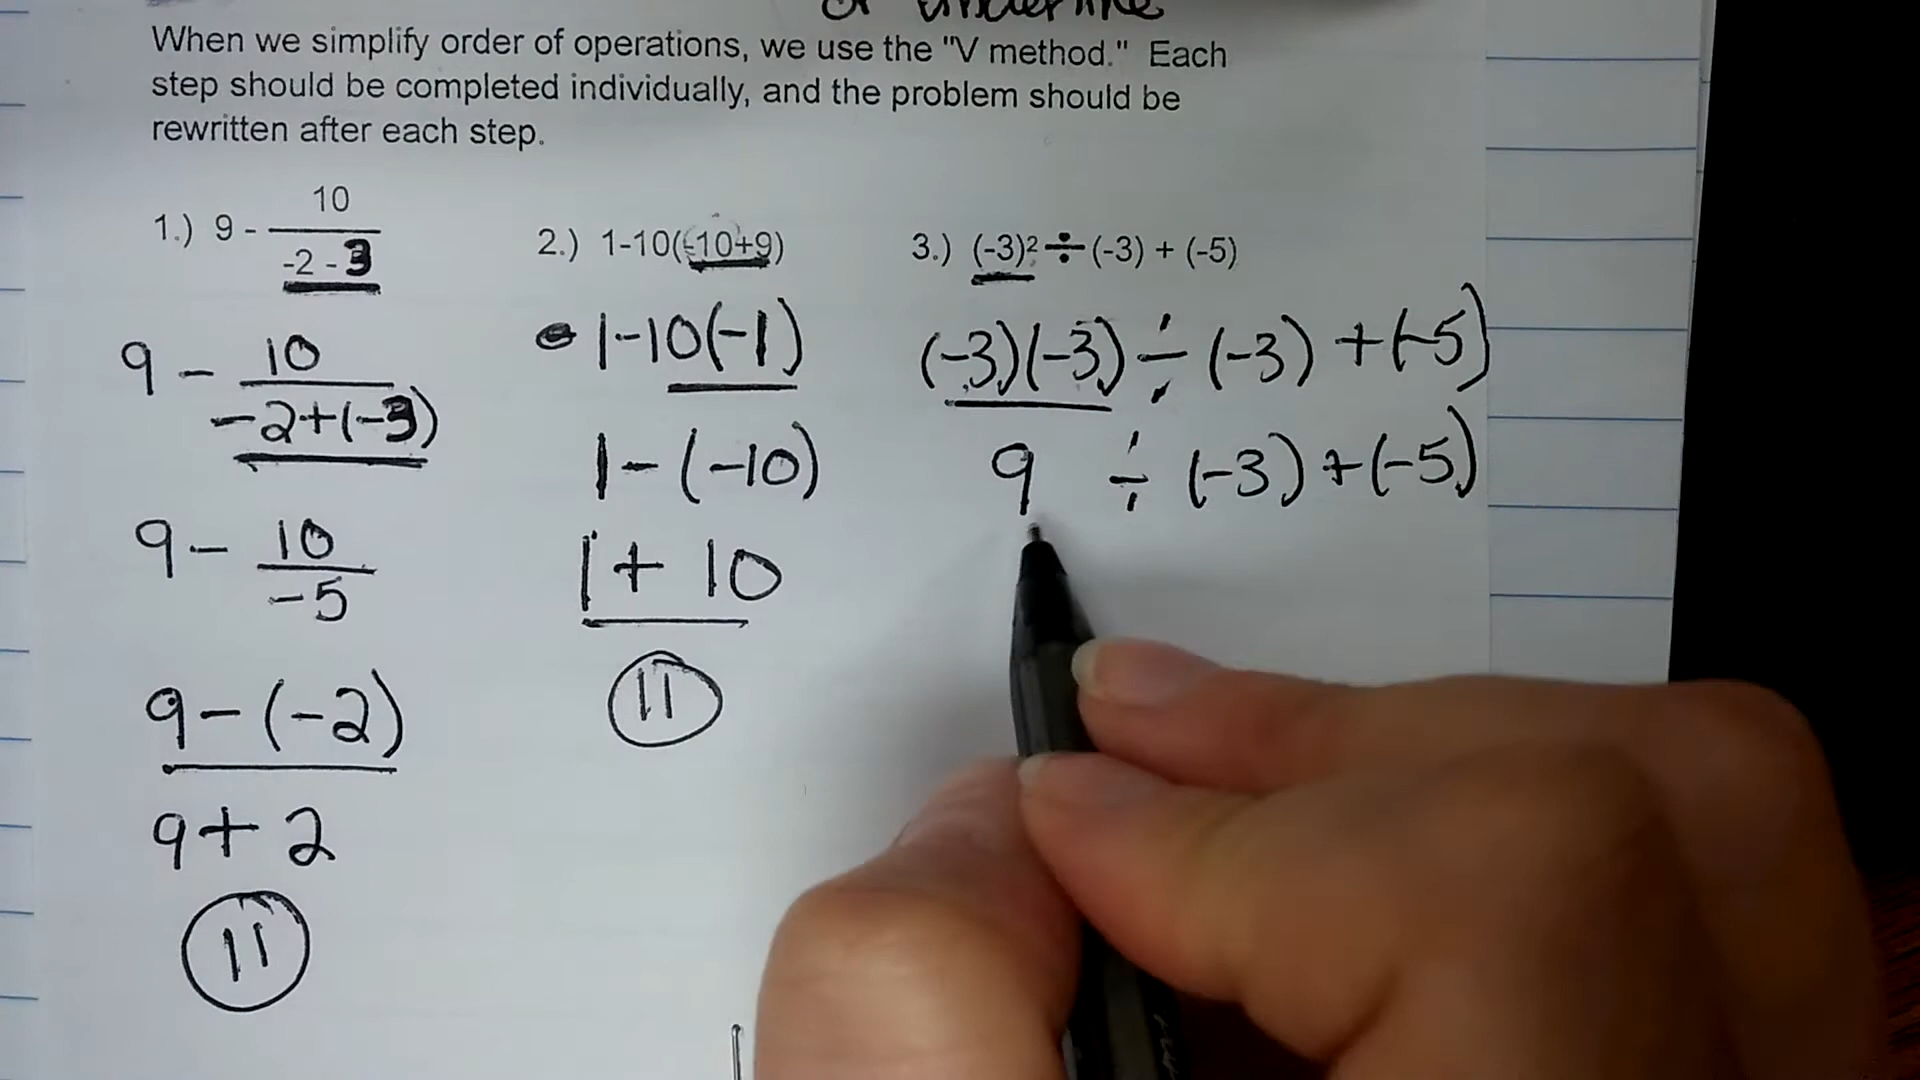 or underline
When we simplify order of operations, we use the "V method." Each
step should be completed individually, and the problem should be
rewritten after each step.
1.) 9 - 10/(-2 - 3)
9 - 10/(-2+(-3))
9 - 10/-5
9 - (-2)
9 + 2
11
2.) 1-10(-10+9)
1-10(-1)
1-(-10)
1 + 10
11
3.) (-3)² ÷ (-3) + (-5)
(-3)(-3) ÷ (-3) + (-5)
9 ÷ (-3) + (-5)